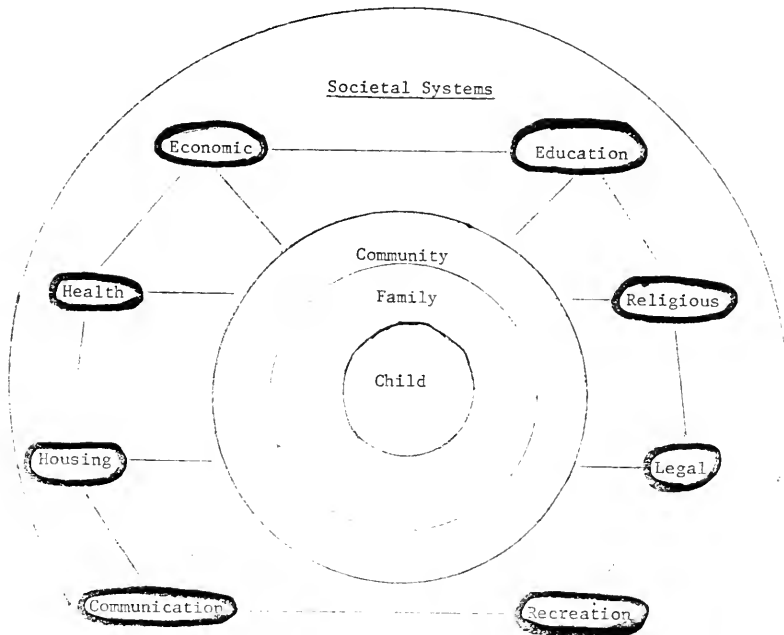 Societal Systems
Economic
Education
Community
Health
Family
Religious
Child
Housing
Legal
Communication
Recreation